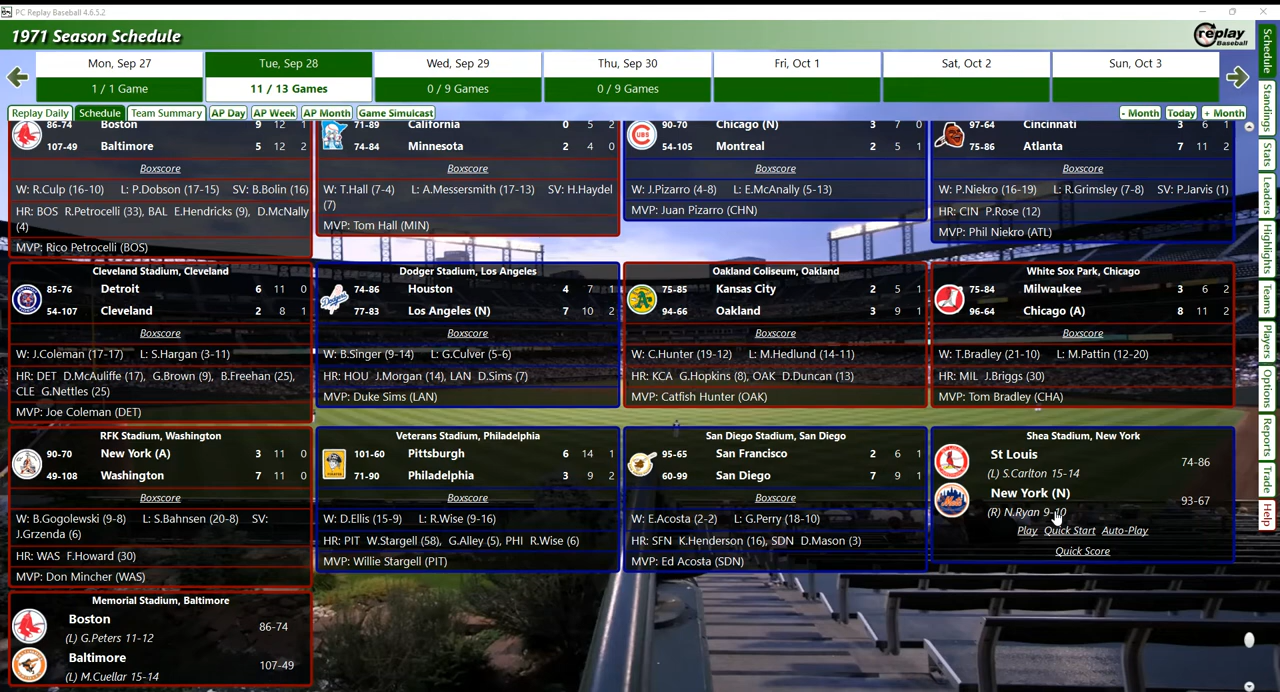 PC Replay Baseball 4.6.5.2
1971 Season Schedule
replay
Baseball
Mon, Sep 27
Tue, Sep 28
Wed, Sep 29
Thu, Sep 30
Fri, Oct 1
Sat, Oct 2
Sun, Oct 3
1 / 1 Game
11 / 13 Games
0 / 9 Games
0 / 9 Games
Replay Daily
Schedule
Team Summary
AP Day
AP Week
AP Month
Game Simulcast
- Month
Today
+ Month
86-74 Boston 9 12 1
107-49 Baltimore 5 12 2
Boxscore
W: R.Culp (16-10) L: P.Dobson (17-15) SV: B.Bolin (16)
HR: BOS R.Petrocelli (33), BAL E.Hendricks (9), D.McNally
(4)
MVP: Rico Petrocelli (BOS)
71-89 California 0 5 2
74-84 Minnesota 2 4 0
Boxscore
W: T.Hall (7-4) L: A.Messersmith (17-13) SV: H.Haydel
(7)
MVP: Tom Hall (MIN)
CUBS
90-70 Chicago (N) 3 7 0
54-105 Montreal 2 5 1
Boxscore
W: J.Pizarro (4-8) L: E.McAnally (5-13)
MVP: Juan Pizarro (CHN)
97-64 Cincinnati 3 6 1
75-86 Atlanta 7 11 2
Boxscore
W: P.Niekro (16-19) L: R.Grimsley (7-8) SV: P.Jarvis (1)
HR: CIN P.Rose (12)
MVP: Phil Niekro (ATL)
Cleveland Stadium, Cleveland
85-76 Detroit 6 11 0
54-107 Cleveland 2 8 1
Boxscore
W: J.Coleman (17-17) L: S.Hargan (3-11)
HR: DET D.McAuliffe (17), G.Brown (9), B.Freehan (25),
CLE G.Nettles (25)
MVP: Joe Coleman (DET)
Dodger Stadium, Los Angeles
Dodgers
74-86 Houston 4 7 1
77-83 Los Angeles (N) 7 10 2
Boxscore
W: B.Singer (9-14) L: G.Culver (5-6)
HR: HOU J.Morgan (14), LAN D.Sims (7)
MVP: Duke Sims (LAN)
Oakland Coliseum, Oakland
75-85 Kansas City 2 5 1
94-66 Oakland 3 9 1
Boxscore
W: C.Hunter (19-12) L: M.Hedlund (14-11)
HR: KCA G.Hopkins (8), OAK D.Duncan (13)
MVP: Catfish Hunter (OAK)
White Sox Park, Chicago
75-84 Milwaukee 3 6 2
96-64 Chicago (A) 8 11 2
Boxscore
W: T.Bradley (21-10) L: M.Pattin (12-20)
HR: MIL J.Briggs (30)
MVP: Tom Bradley (CHA)
RFK Stadium, Washington
90-70 New York (A) 3 11 0
49-108 Washington 7 11 0
Boxscore
W: B.Gogolewski (9-8) L: S.Bahnsen (20-8) SV:
J.Grzenda (6)
HR: WAS F.Howard (30)
MVP: Don Mincher (WAS)
Veterans Stadium, Philadelphia
101-60 Pittsburgh 6 14 1
71-90 Philadelphia 3 9 2
Boxscore
W: D.Ellis (15-9) L: R.Wise (9-16)
HR: PIT W.Stargell (58), G.Alley (5), PHI R.Wise (6)
MVP: Willie Stargell (PIT)
San Diego Stadium, San Diego
95-65 San Francisco 2 6 1
60-99 San Diego 7 9 1
Boxscore
W: E.Acosta (2-2) L: G.Perry (18-10)
HR: SFN K.Henderson (16), SDN D.Mason (3)
MVP: Ed Acosta (SDN)
Shea Stadium, New York
St Louis 74-86
(L) S.Carlton 15-14
New York (N) 93-67
(R) N.Ryan 9-10
Play Quick Start Auto-Play
Quick Score
Memorial Stadium, Baltimore
Boston 86-74
(L) G.Peters 11-12
Baltimore 107-49
(L) M.Cuellar 15-14
Schedule
Standings
Stats
Leaders
Highlights
Teams
Players
Options
Reports
Trade
Help